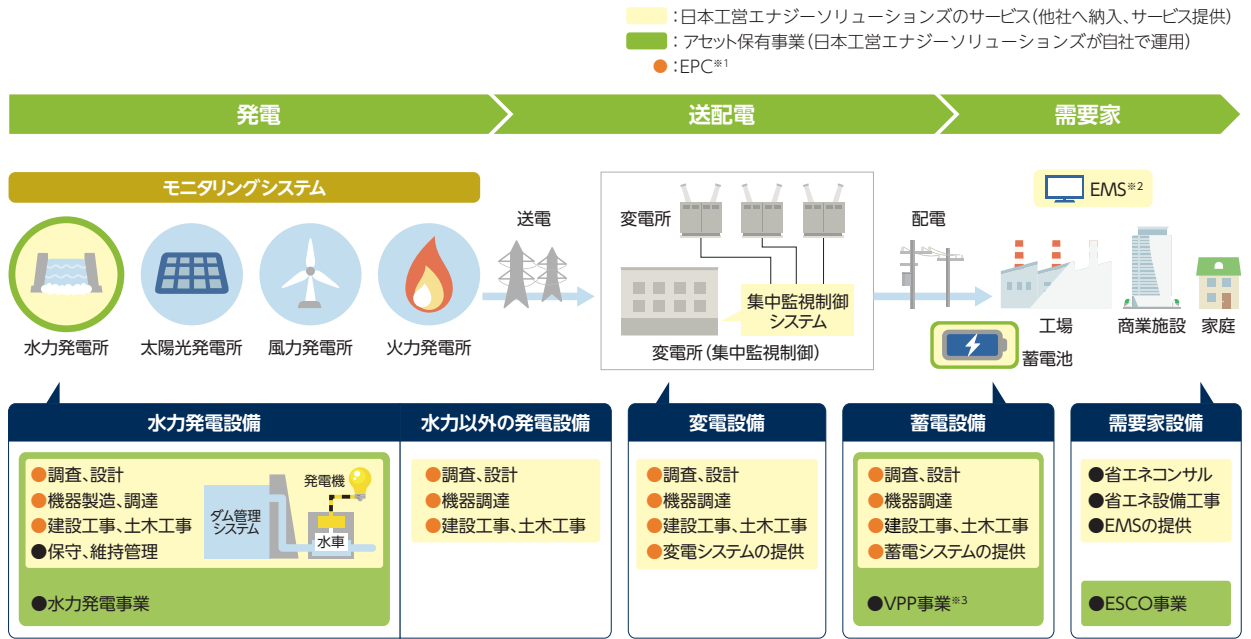 ：日本工営エナジーソリューションズのサービス（他社へ納入、サービス提供）
：アセット保有事業（日本工営エナジーソリューションズが自社で運用）
●：EPC※1
発電
送配電
需要家
モニタリングシステム
水力発電所
太陽光発電所
風力発電所
火力発電所
送電
変電所
集中監視制御
システム
変電所（集中監視制御）
配電
EMS※2
工場
商業施設
家庭
蓄電池
水力発電設備
●調査、設計
●機器製造、調達
●建設工事、土木工事
●保守、維持管理
ダム管理
システム
発電機
水車
●水力発電事業
水力以外の発電設備
●調査、設計
●機器調達
●建設工事、土木工事
変電設備
●調査、設計
●機器調達
●建設工事、土木工事
●変電システムの提供
蓄電設備
●調査、設計
●機器調達
●建設工事、土木工事
●蓄電システムの提供
●VPP事業※3
需要家設備
●省エネコンサル
●省エネ設備工事
●EMSの提供
●ESCO事業